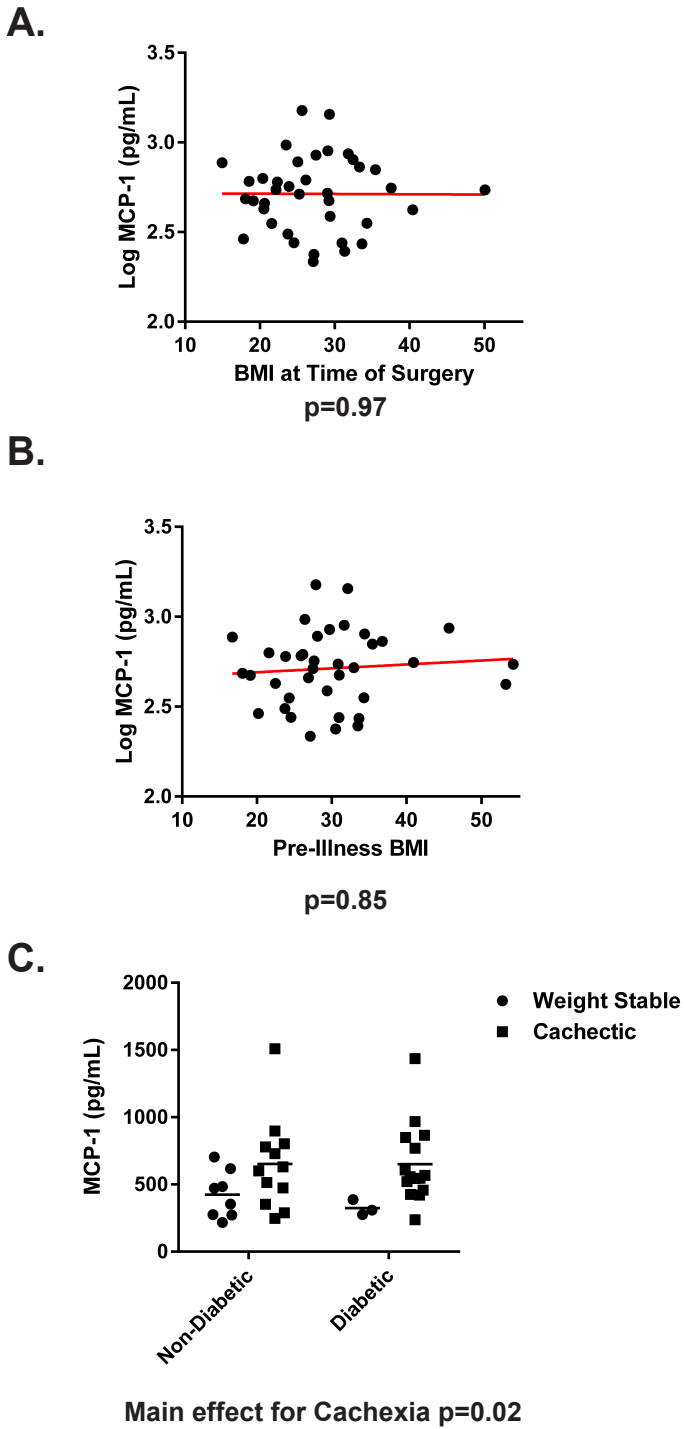 A.
3.5
3.0
2.5
2.0
Log MCP-1 (pg/mL)
10 20 30 40 50
BMI at Time of Surgery
p=0.97
B.
3.5
3.0
2.5
2.0
Log MCP-1 (pg/mL)
10 20 30 40 50
Pre-Illness BMI
p=0.85
C.
2000
1500
1000
500
0
MCP-1 (pg/mL)
Weight Stable
Cachectic
Non-Diabetic
Diabetic
Main effect for Cachexia p=0.02